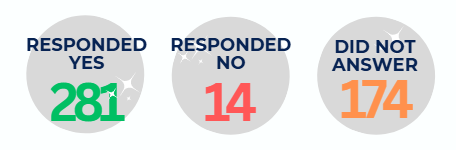 RESPONDED
YES
281
RESPONDED
NO
14
DID NOT
ANSWER
174